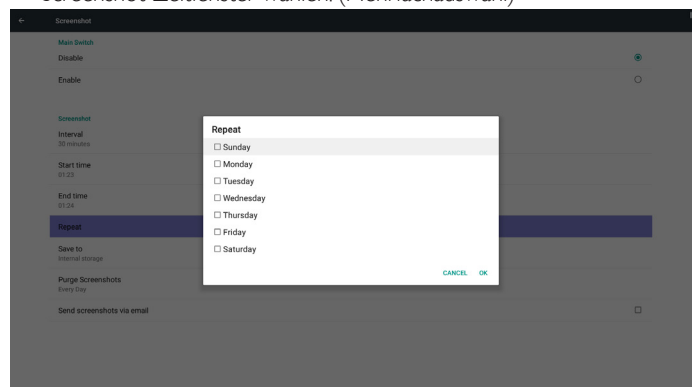 Screenshot-Zeitfenster wählen. (Mehrfachauswahl)
← Screenshot
Main Switch
Disable
Enable
Screenshot
Interval
30 minutes
Start time
01:23
End time
01:24
Repeat
Save to
Internal storage
Purge Screenshots
Every Day
Send screenshots via email
Repeat
Sunday
Monday
Tuesday
Wednesday
Thursday
Friday
Saturday
CANCEL OK